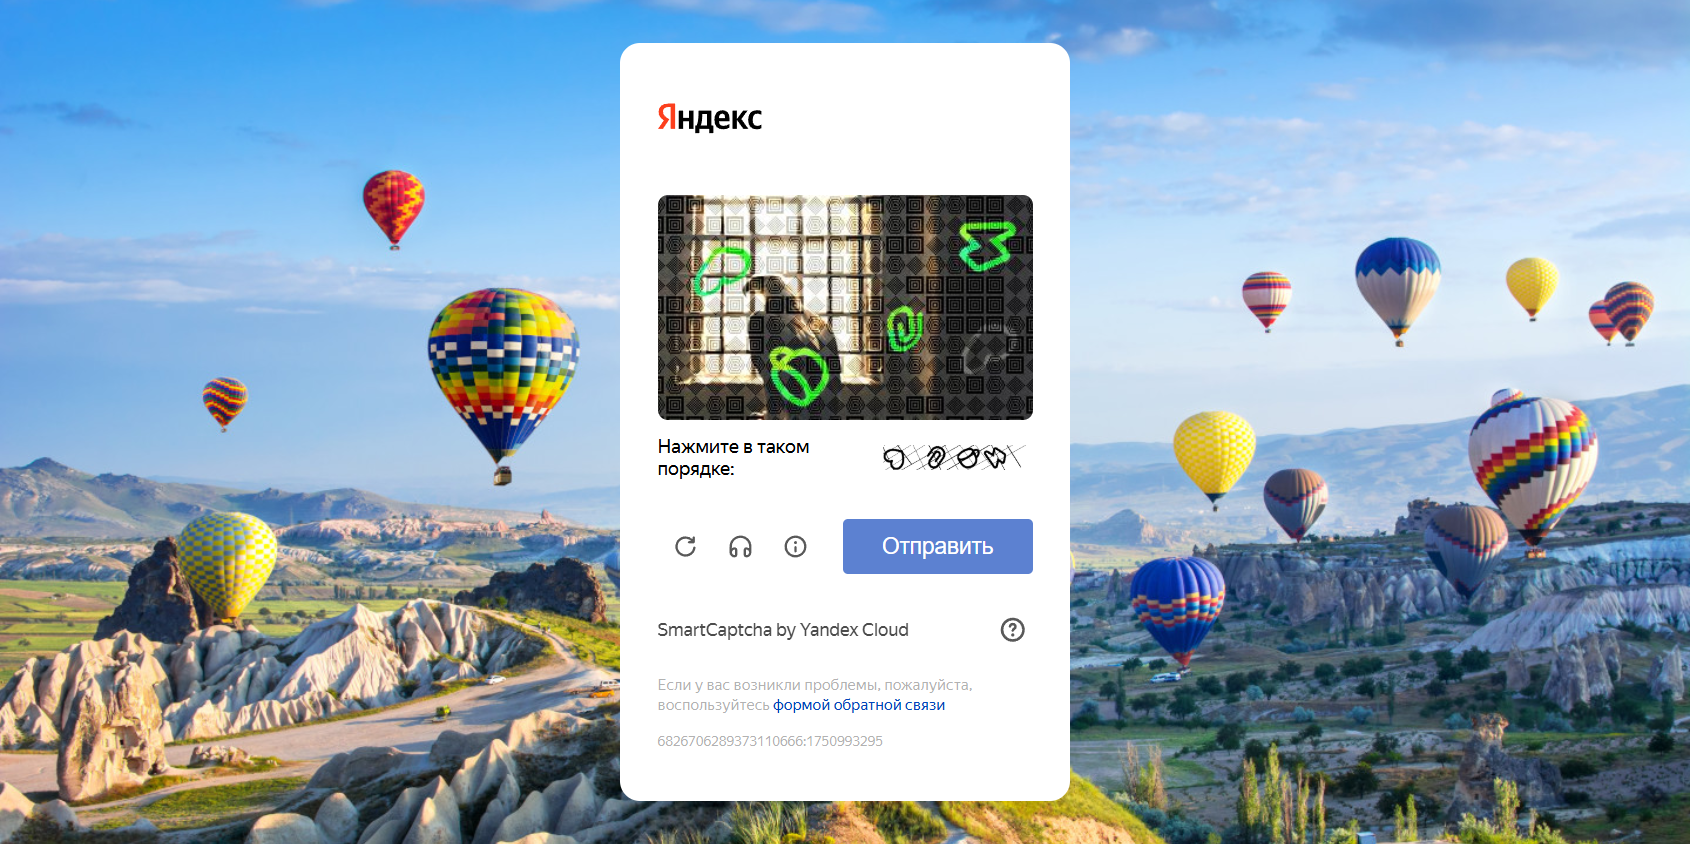 Яндекс
Нажмите в таком
порядке:
Отправить
SmartCaptcha by Yandex Cloud
Если у вас возникли проблемы, пожалуйста,
воспользуйтесь формой обратной связи
6826706289373110666:1750993295